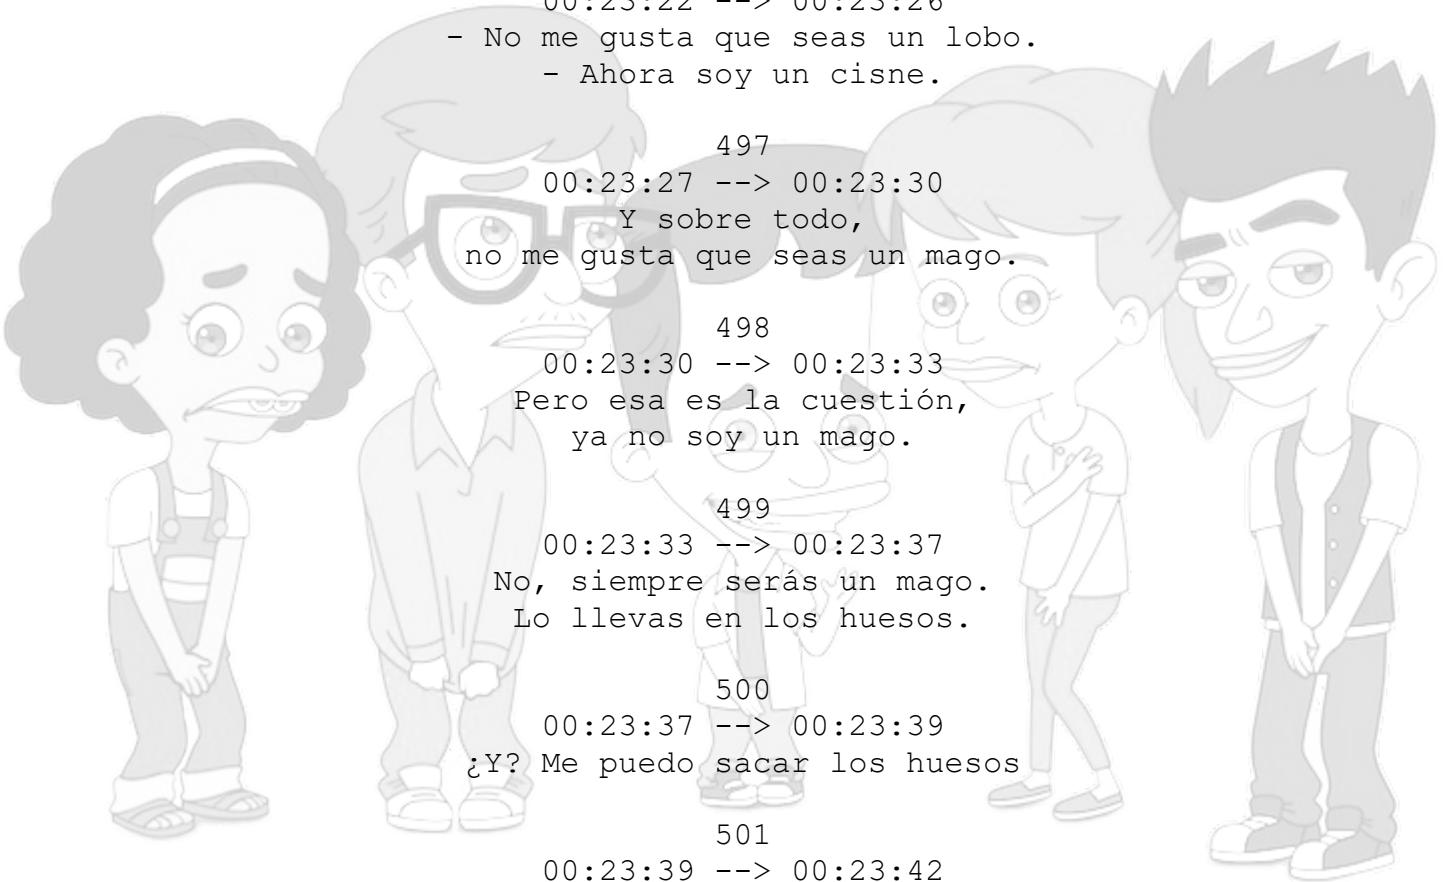 00:23:22 --> 00:23:26
- No me gusta que seas un lobo.
- Ahora soy un cisne.
497
00:23:27 --> 00:23:30
Y sobre todo,
no me gusta que seas un mago.
498
00:23:30 --> 00:23:33
Pero esa es la cuestión,
ya no soy un mago.
499
00:23:33 --> 00:23:37
No, siempre serás un mago.
Lo llevas en los huesos.
500
00:23:37 --> 00:23:39
¿Y? Me puedo sacar los huesos
501
00:23:39 --> 00:23:42